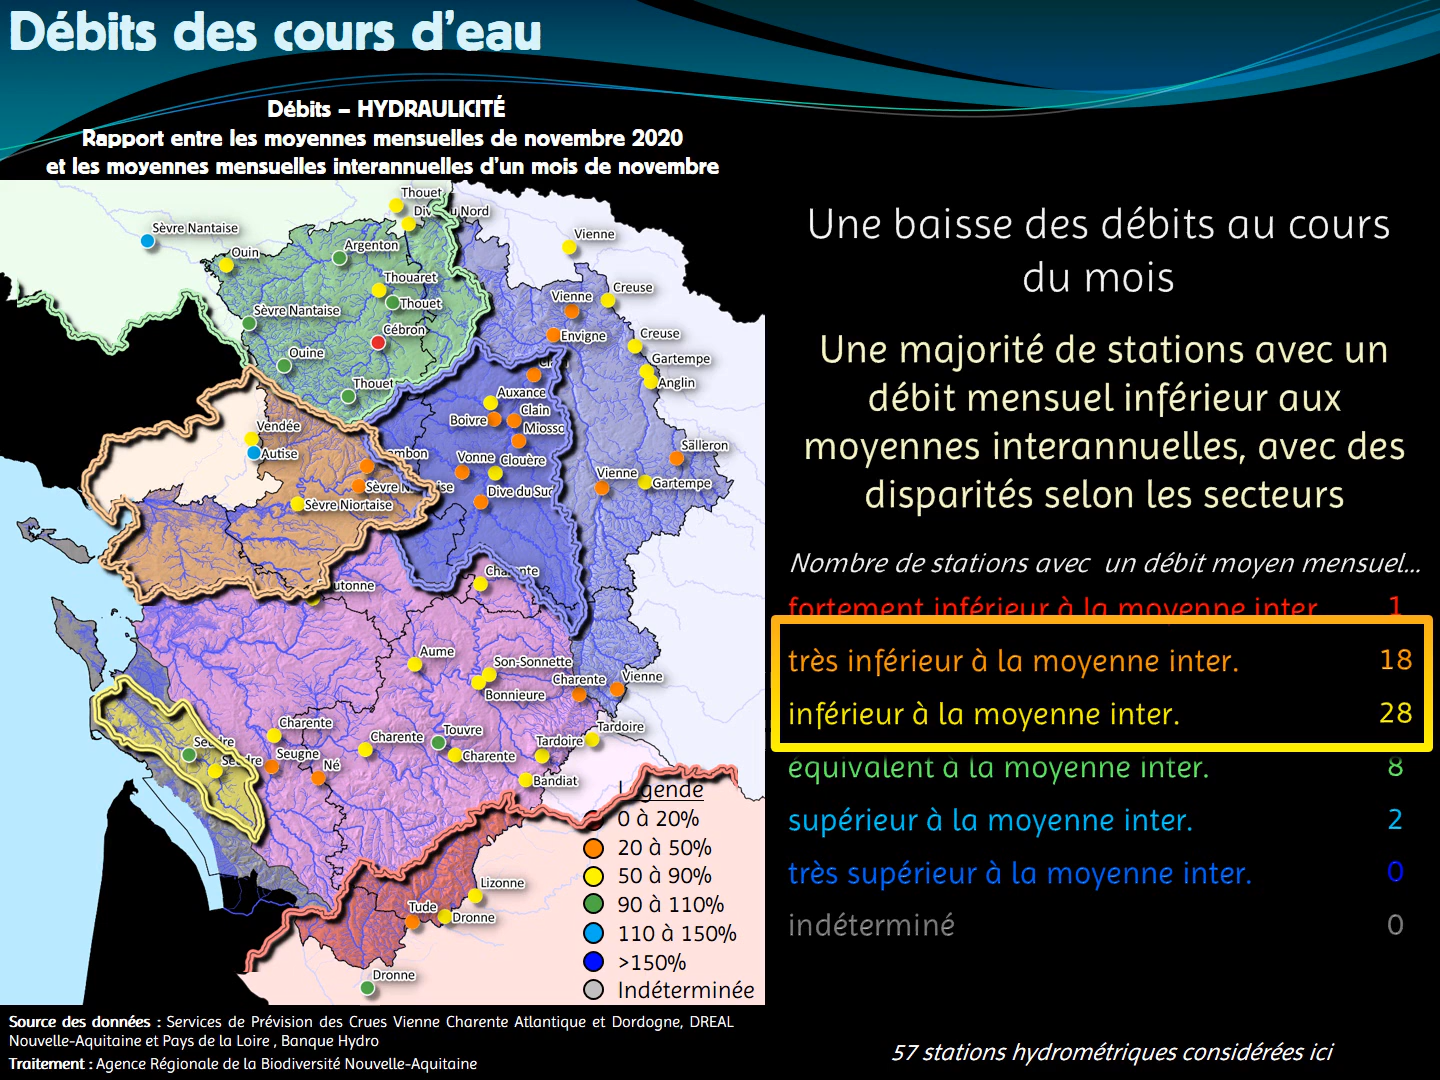 Débits des cours d'eau
Débits – HYDRAULICITÉ
Rapport entre les moyennes mensuelles de novembre 2020
et les moyennes mensuelles interannuelles d'un mois de novembre
Thouet
Nord
Sèvre Nantaise
Ouin
Argenton
Vienne
Thouaret
Thouet
Creuse
Vienne
Sèvre Nantaise
Cébron
Envigne
Creuse
Ouine
Gartempe
Anglin
Thouet
Auxance
Clain
Boivre
Miosso
Vendée
Autise
Sàlleron
Vonne
Clouère
Vienne
Gartempe
Sèvre
Dive du Sud
Sèvre Niortaise
Charente
Aume
Son-Sonnette
Bonnieure
Charente
Vienne
Charente
Touvre
Charente
Tardoire
Tardoire
Seudre
Seugne
Né
Charente
Bandiat
Légende
0 à 20%
20 à 50%
50 à 90%
90 à 110%
110 à 150%
>150%
Indéterminée
Lizonne
Tude
Dronne
Dronne
Source des données : Services de Prévision des Crues Vienne Charente Atlantique et Dordogne, DREAL
Nouvelle-Aquitaine et Pays de la Loire , Banque Hydro
Traitement : Agence Régionale de la Biodiversité Nouvelle-Aquitaine
Une baisse des débits au cours
du mois
Une majorité de stations avec un
débit mensuel inférieur aux
moyennes interannuelles, avec des
disparités selon les secteurs
Nombre de stations avec un débit moyen mensuel...
fortement inférieur à la moyenne inter. 1
très inférieur à la moyenne inter. 18
inférieur à la moyenne inter. 28
équivalent à la moyenne inter. 8
supérieur à la moyenne inter. 2
très supérieur à la moyenne inter. 0
indéterminé 0
57 stations hydrométriques considérées ici